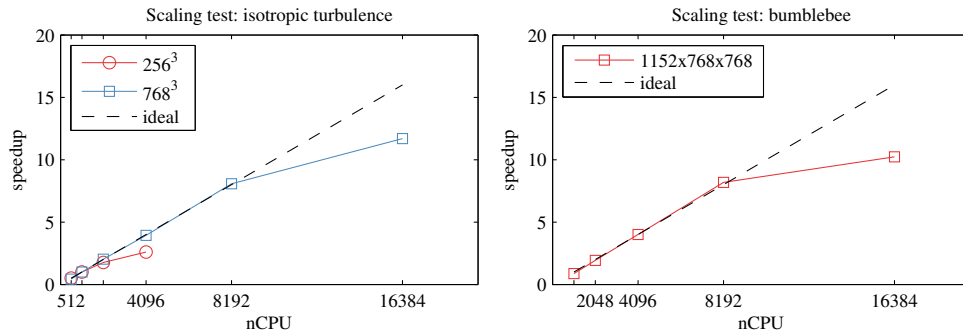 Scaling test: isotropic turbulence
20
15
10
5
0
speedup
256³
768³
ideal
512 4096 8192 16384
nCPU
Scaling test: bumblebee
20
15
10
5
0
speedup
1152x768x768
ideal
2048 4096 8192 16384
nCPU